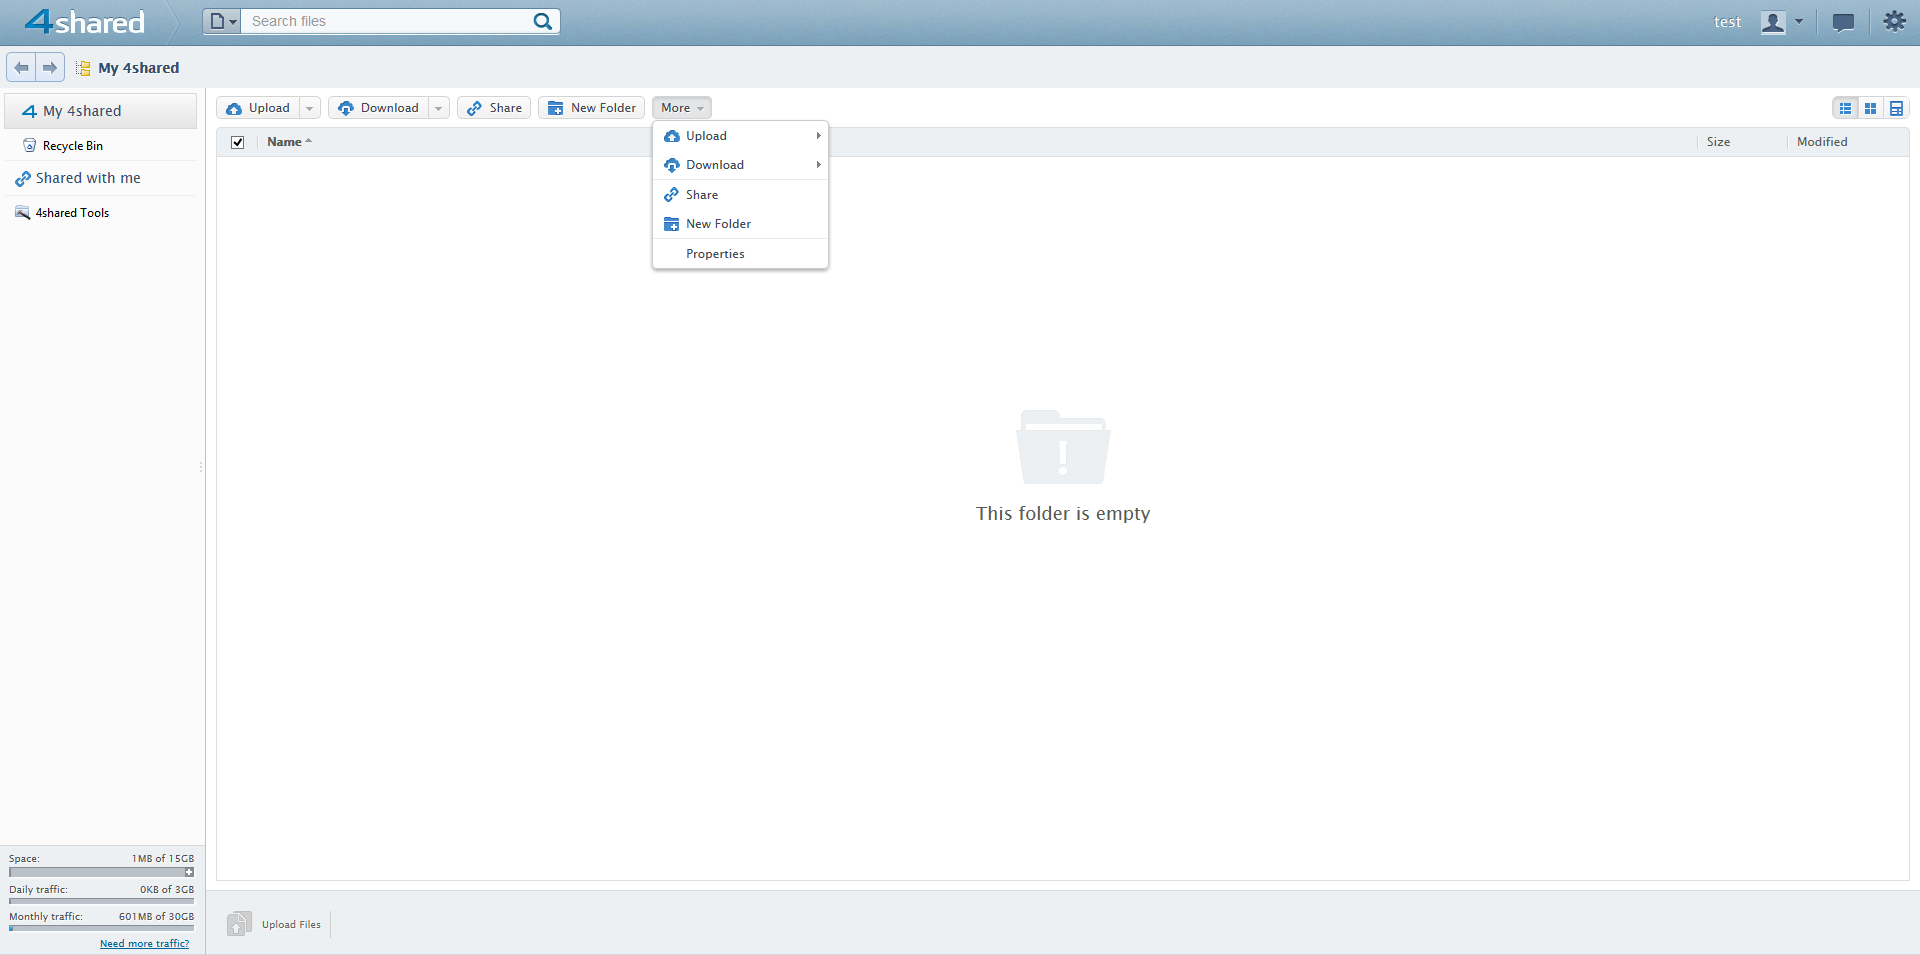 4shared
Search files
test
My 4shared
My 4shared
Recycle Bin
Shared with me
4shared Tools
Upload
Download
Share
New Folder
More
Name
Size
Modified
Upload
Download
Share
New Folder
Properties
This folder is empty
Space: 1MB of 15GB
Daily traffic: 0KB of 3GB
Monthly traffic: 601MB of 30GB
Need more traffic?
Upload Files